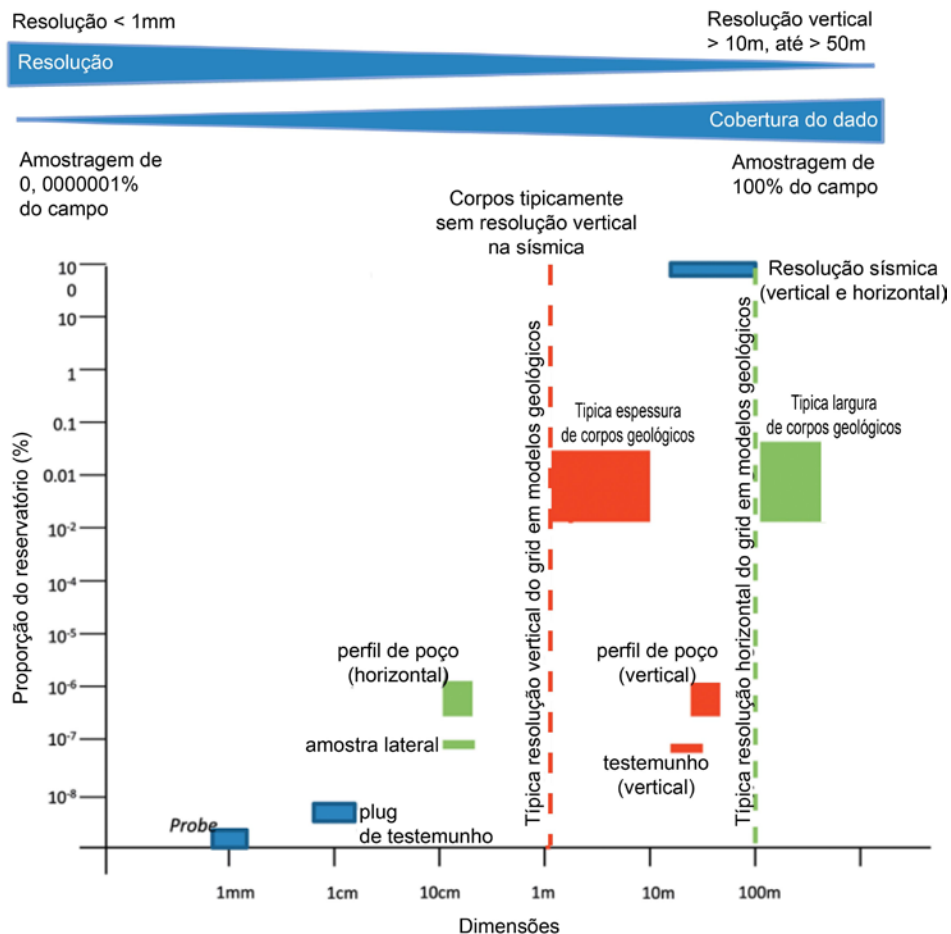 Resolução < 1mm
Resolução vertical
> 10m, até > 50m
Resolução
Cobertura do dado
Amostragem de
0, 0000001%
do campo
Amostragem de
100% do campo
Corpos tipicamente
sem resolução vertical
na sísmica
Resolução sísmica
(vertical e horizontal)
Típica resolução vertical do grid em modelos geológicos
Típica resolução horizontal do grid em modelos geológicos
Tipica espessura
de corpos geológicos
Tipica largura
de corpos geológicos
perfil de poço
(horizontal)
perfil de poço
(vertical)
amostra lateral
testemunho
(vertical)
plug
de testemunho
Probe
Proporção do reservatório (%)
10
0
10
1
0.1
0.01
10-2
10-4
10-5
10-6
10-7
10-8
1mm
1cm
10cm
1m
10m
100m
Dimensões